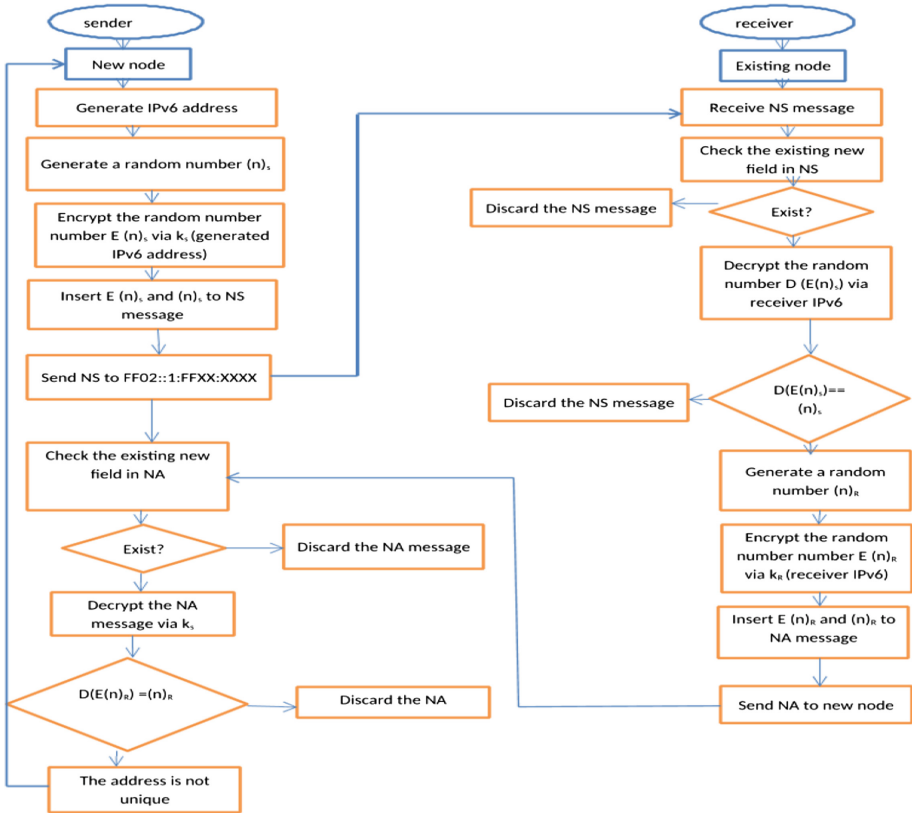 sender
New node
Generate IPv6 address
Generate a random number (n)ₛ
Encrypt the random number
number E (n)ₛ via kₛ (generated
IPv6 address)
Insert E (n)ₛ and (n)ₛ to NS
message
Send NS to FF02::1:FFXX:XXXX
Check the existing new
field in NA
Exist?
Discard the NA message
Decrypt the NA
message via kₛ
D(E(n)ᵣ) =(n)ᵣ
Discard the NA
The address is not
unique
receiver
Existing node
Receive NS message
Check the existing new
field in NS
Discard the NS message
Exist?
Decrypt the random
number D (E(n)ₛ) via
receiver IPv6
D(E(n)ₛ)==
(n)ₛ
Discard the NS message
Generate a random
number (n)ᵣ
Encrypt the random
number number E (n)ᵣ
via kᵣ (receiver IPv6)
Insert E (n)ᵣ and (n)ᵣ to
NA message
Send NA to new node